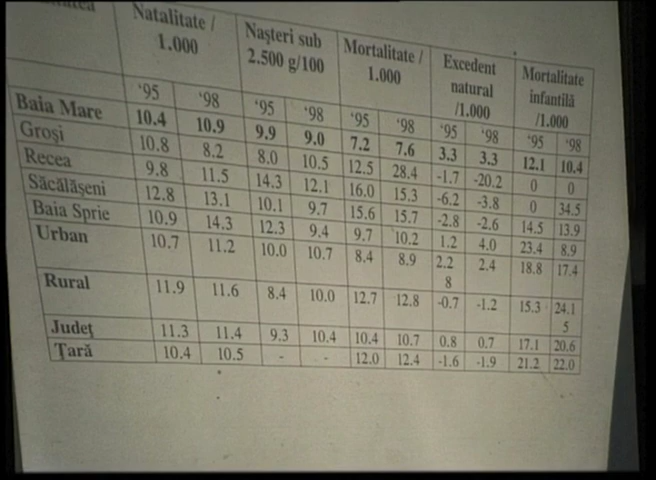 Natalitate / 1.000 Nașteri sub 2.500 g/100 Mortalitate / 1.000 Excedent natural /1.000 Mortalitate infantilă /1.000
'95 '98 '95 '98 '95 '98 '95 '98 '95 '98
Baia Mare 10.4 10.9 9.9 9.0 7.2 7.6 3.3 3.3 12.1 10.4
Groși 10.8 8.2 8.0 10.5 12.5 28.4 -1.7 -20.2 0 0
Recea 9.8 11.5 14.3 12.1 16.0 15.3 -6.2 -3.8 0 34.5
Săcălășeni 12.8 13.1 10.1 9.7 15.6 15.7 -2.8 -2.6 14.5 13.9
Baia Sprie 10.9 14.3 12.3 9.4 9.7 10.2 1.2 4.0 23.4 8.9
Urban 10.7 11.2 10.0 10.7 8.4 8.9 2.2 2.4 18.8 17.4
8
Rural 11.9 11.6 8.4 10.0 12.7 12.8 -0.7 -1.2 15.3 24.1
5
Județ 11.3 11.4 9.3 10.4 10.4 10.7 0.8 0.7 17.1 20.6
Țară 10.4 10.5 - - 12.0 12.4 -1.6 -1.9 21.2 22.0